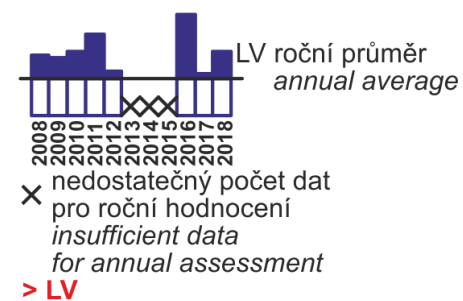 LV roční průměr
annual average
2008 2009 2010 2011 2012 2013 2014 2015 2016 2017 2018
nedostatečný počet dat
pro roční hodnocení
insufficient data
for annual assessment
> LV